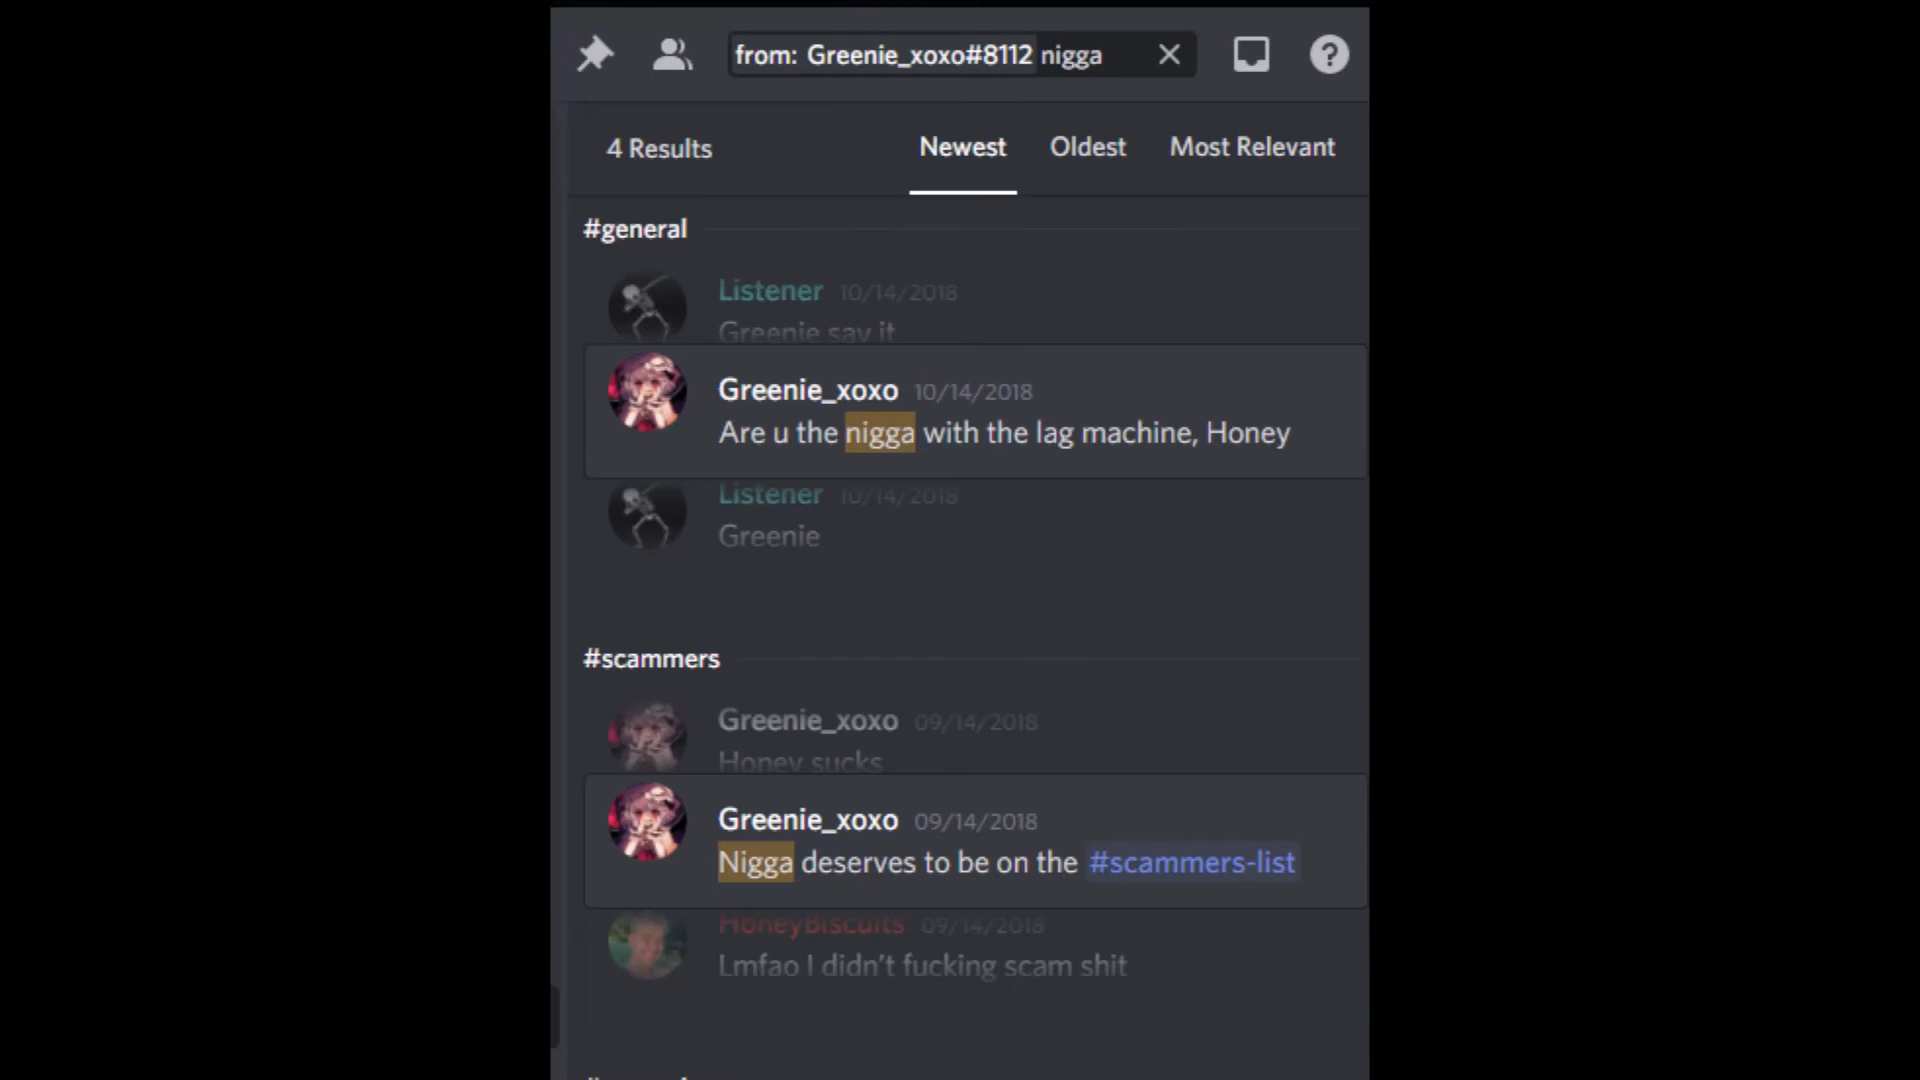 from: Greenie_xoxo#8112 nigga
4 Results Newest Oldest Most Relevant
#general
Listener 10/14/2018
Greenie say it
Greenie_xoxo 10/14/2018
Are u the nigga with the lag machine, Honey
Listener 10/14/2018
Greenie
#scammers
Greenie_xoxo 09/14/2018
Honey sucks
Greenie_xoxo 09/14/2018
Nigga deserves to be on the #scammers-list
HoneyBiscuits 09/14/2018
Lmfao I didn't fucking scam shit